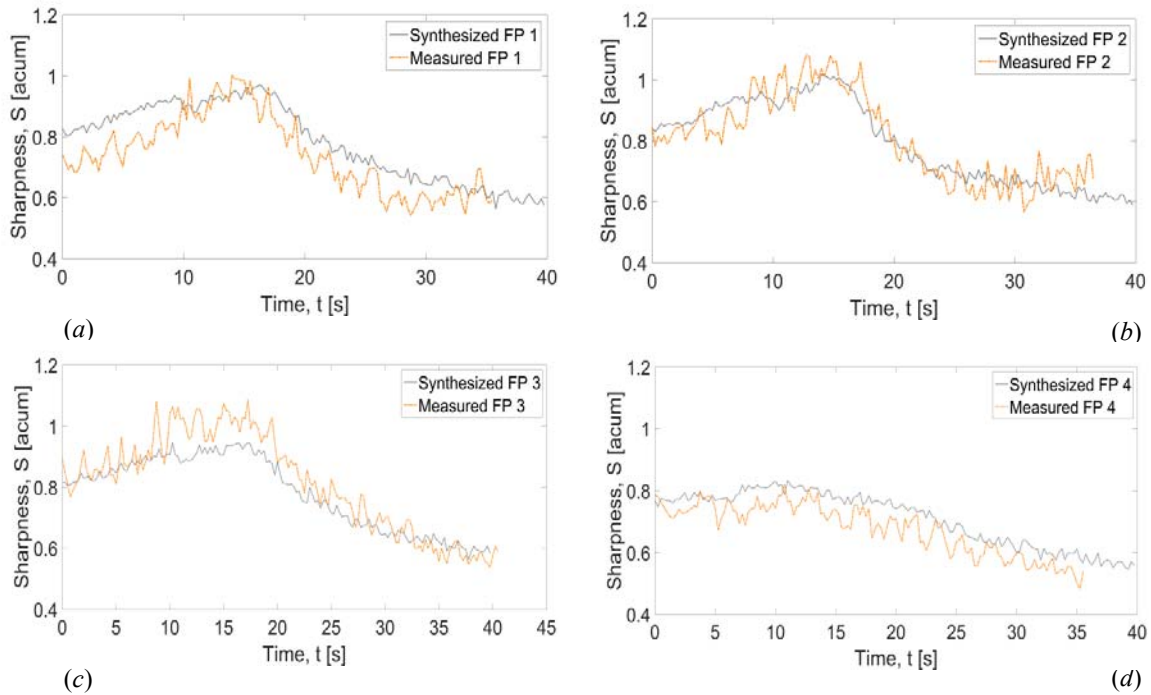 1.2
1
0.8
0.6
0.4
Sharpness, S [acum]
Synthesized FP 1
Measured FP 1
0 10 20 30 40
Time, t [s]
(a)
1.2
1
0.8
0.6
0.4
Sharpness, S [acum]
Synthesized FP 2
Measured FP 2
0 10 20 30 40
Time, t [s]
(b)
1.2
1
0.8
0.6
0.4
Sharpness, S [acum]
Synthesized FP 3
Measured FP 3
0 5 10 15 20 25 30 35 40 45
Time, t [s]
(c)
1.2
1
0.8
0.6
0.4
Sharpness, S [acum]
Synthesized FP 4
Measured FP 4
0 5 10 15 20 25 30 35 40
Time, t [s]
(d)